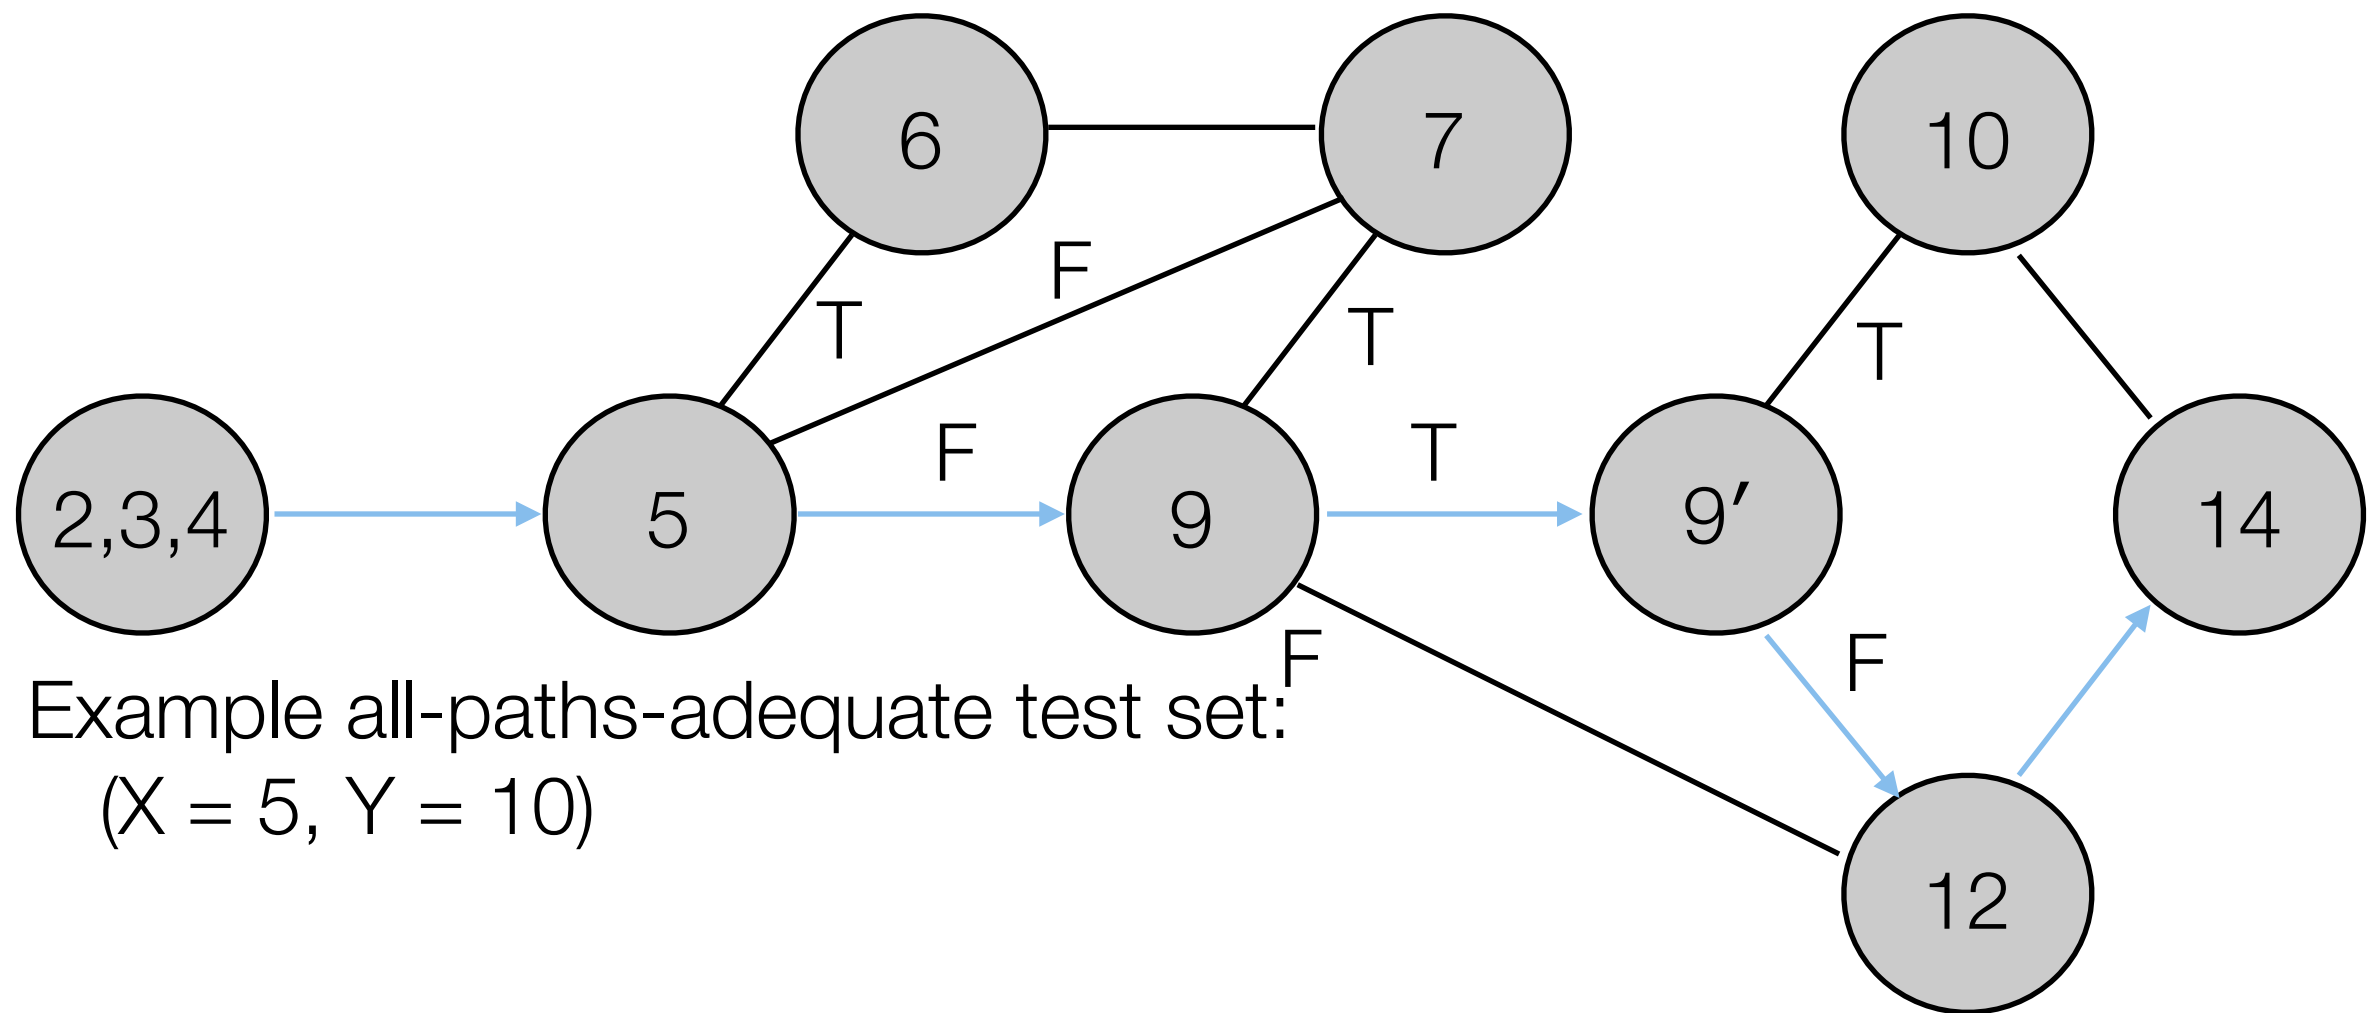 6
7
10
F
T
T
T
F
T
2,3,4
5
9
9′
14
F
F
Example all-paths-adequate test set:
(X = 5, Y = 10)
12